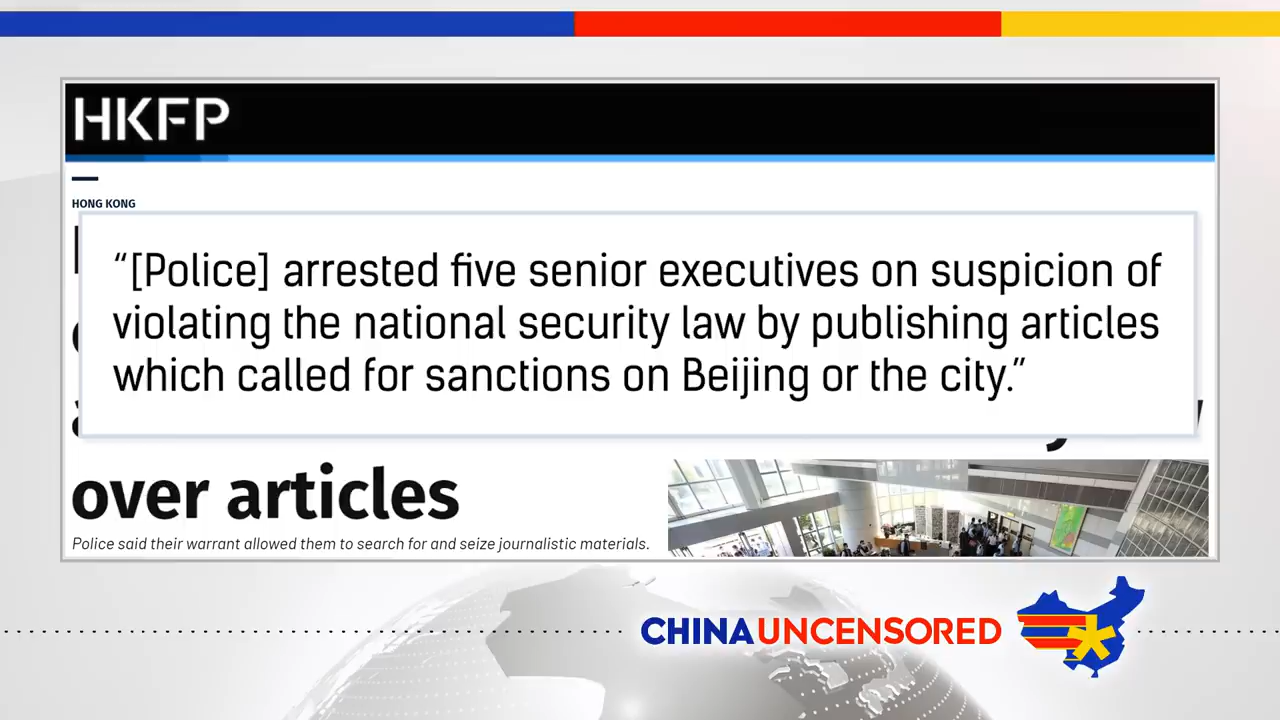 HKFP
HONG KONG
“[Police] arrested five senior executives on suspicion of
violating the national security law by publishing articles
which called for sanctions on Beijing or the city.”
over articles
Police said their warrant allowed them to search for and seize journalistic materials.
CHINA UNCENSORED